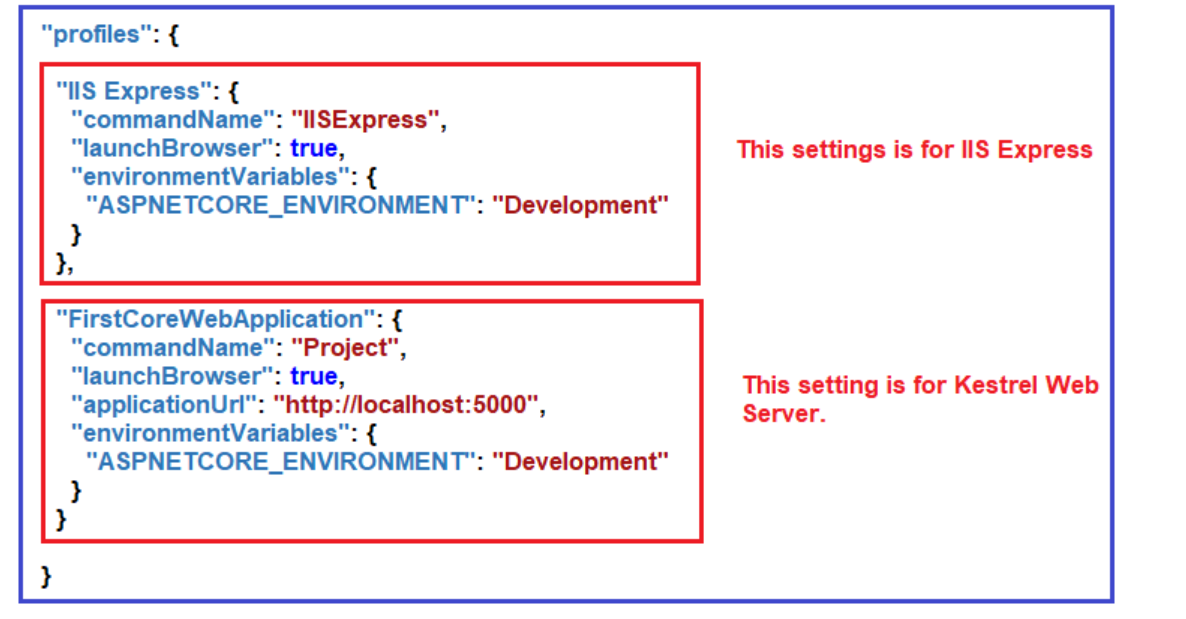 "profiles": {
"IIS Express": {
"commandName": "IISExpress",
"launchBrowser": true,
"environmentVariables": {
"ASPNETCORE_ENVIRONMENT": "Development"
}
},
This settings is for IIS Express
"FirstCoreWebApplication": {
"commandName": "Project",
"launchBrowser": true,
"applicationUrl": "http://localhost:5000",
"environmentVariables": {
"ASPNETCORE_ENVIRONMENT": "Development"
}
}
This setting is for Kestrel Web
Server.
}